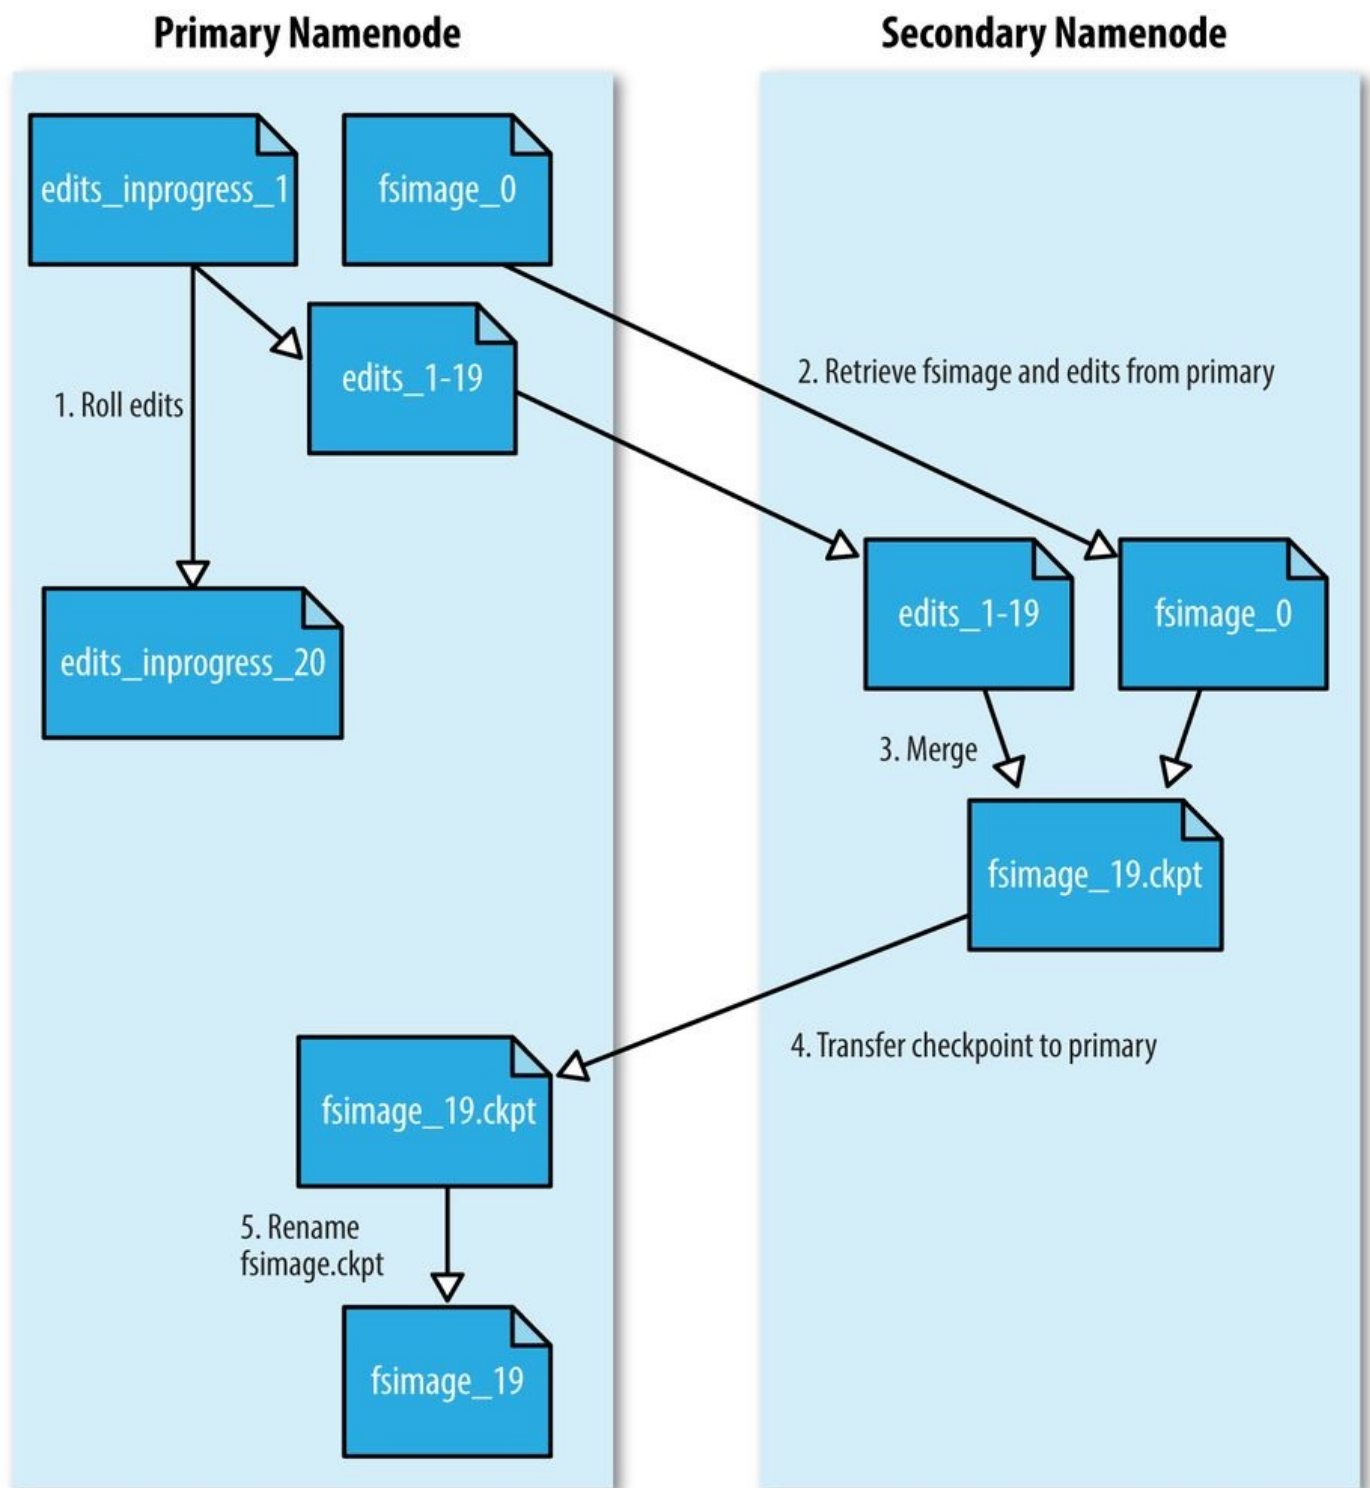 Primary Namenode
Secondary Namenode
edits_inprogress_1
fsimage_0
edits_1-19
2. Retrieve fsimage and edits from primary
1. Roll edits
edits_1-19
fsimage_0
edits_inprogress_20
3. Merge
fsimage_19.ckpt
4. Transfer checkpoint to primary
fsimage_19.ckpt
5. Rename
fsimage.ckpt
fsimage_19